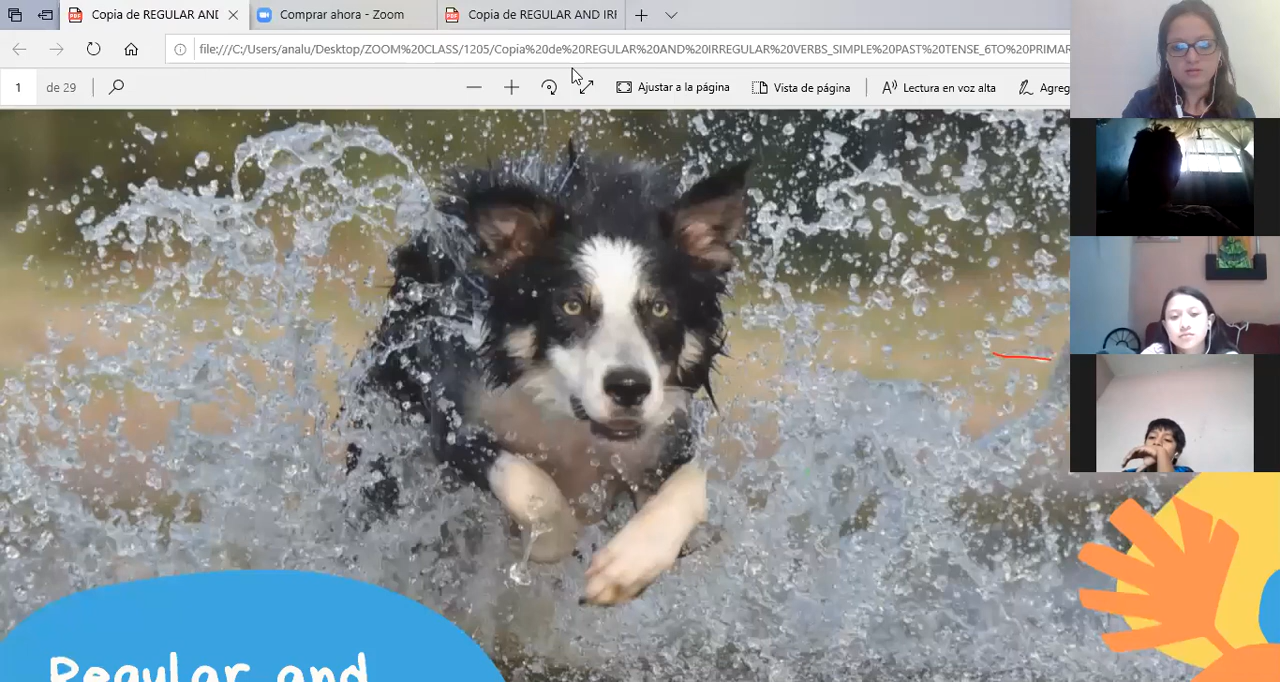 Copia de REGULAR AND
Comprar ahora - Zoom
Copia de REGULAR AND IRI
file:///C:/Users/analu/Desktop/ZOOM%20CLASS/1205/Copia%20de%20REGULAR%20AND%20IRREGULAR%20VERBS_SIMPLE%20PAST%20TENSE_6TO%20PRIMAR
1 de 29
Ajustar a la página
Vista de página
Lectura en voz alta
Agreg
Regular and